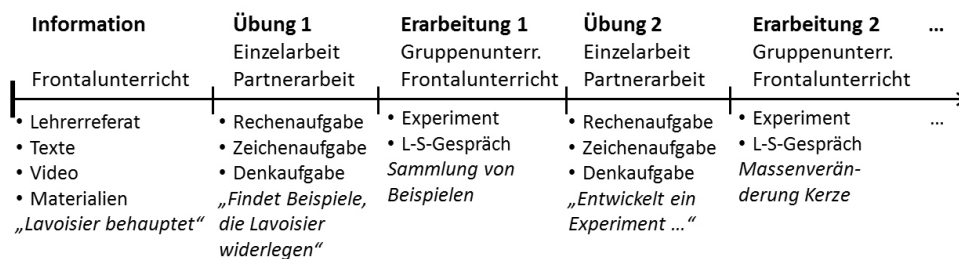 Information
Frontalunterricht
• Lehrerreferat
• Texte
• Video
• Materialien
„Lavoisier behauptet“
Übung 1
Einzelarbeit
Partnerarbeit
• Rechenaufgabe
• Zeichenaufgabe
• Denkaufgabe
„Findet Beispiele,
die Lavoisier
widerlegen“
Erarbeitung 1
Gruppenunterr.
Frontalunterricht
• Experiment
• L-S-Gespräch
Sammlung von
Beispielen
Übung 2
Einzelarbeit
Partnerarbeit
• Rechenaufgabe
• Zeichenaufgabe
• Denkaufgabe
„Entwickelt ein
Experiment ...“
Erarbeitung 2
Gruppenunterr.
Frontalunterricht
• Experiment
• L-S-Gespräch
Massenverän-
derung Kerze
...
...